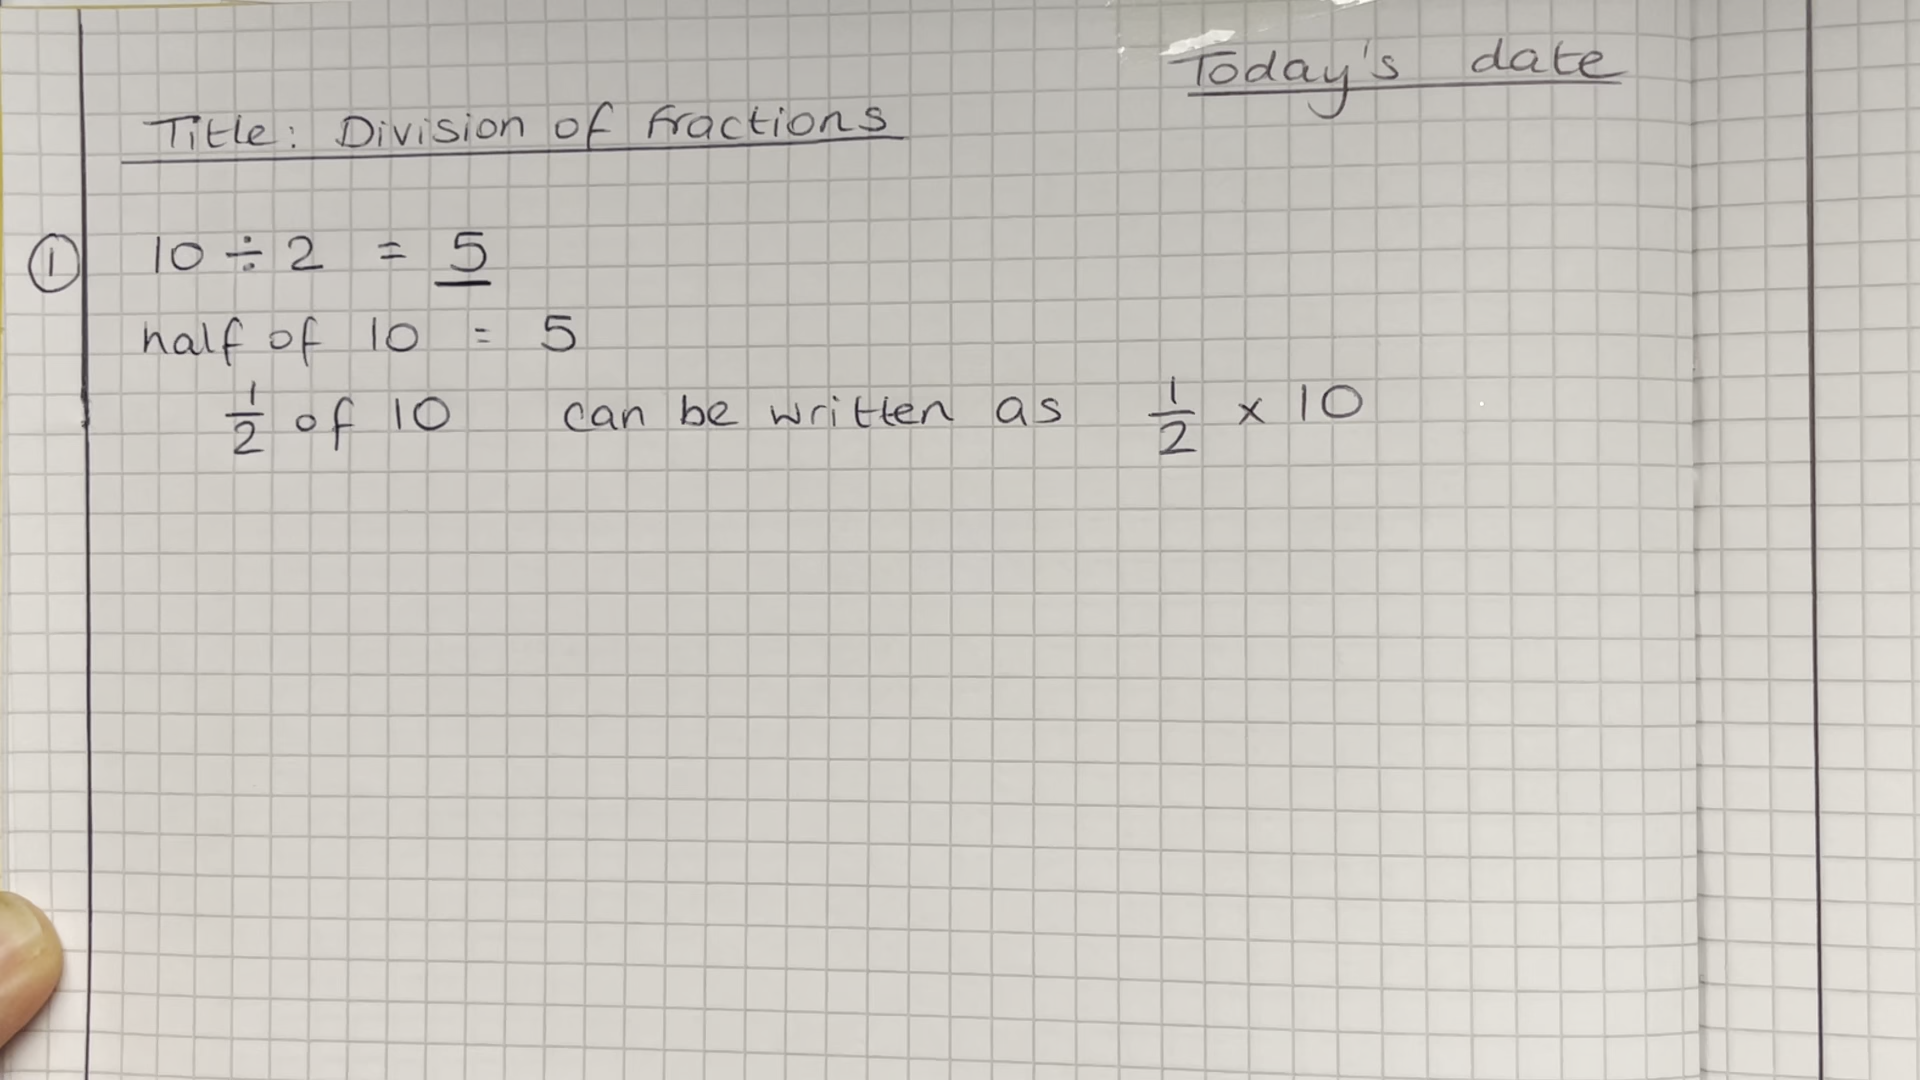 Today's date
Title: Division of fractions
① 10 ÷ 2 = 5
half of 10 = 5
1/2 of 10 can be written as 1/2 × 10